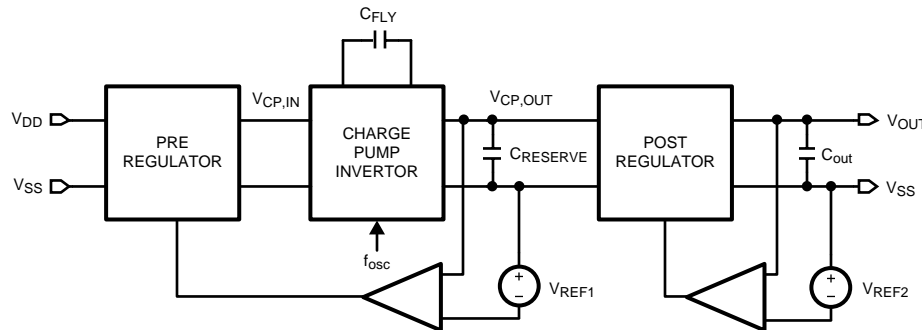 CFLY
VDD
VSS
PRE
REGULATOR
VCP,IN
CHARGE
PUMP
INVERTOR
fosc
VCP,OUT
CRESERVE
VREF1
POST
REGULATOR
VOUT
Cout
VSS
VREF2
+
−
+
−